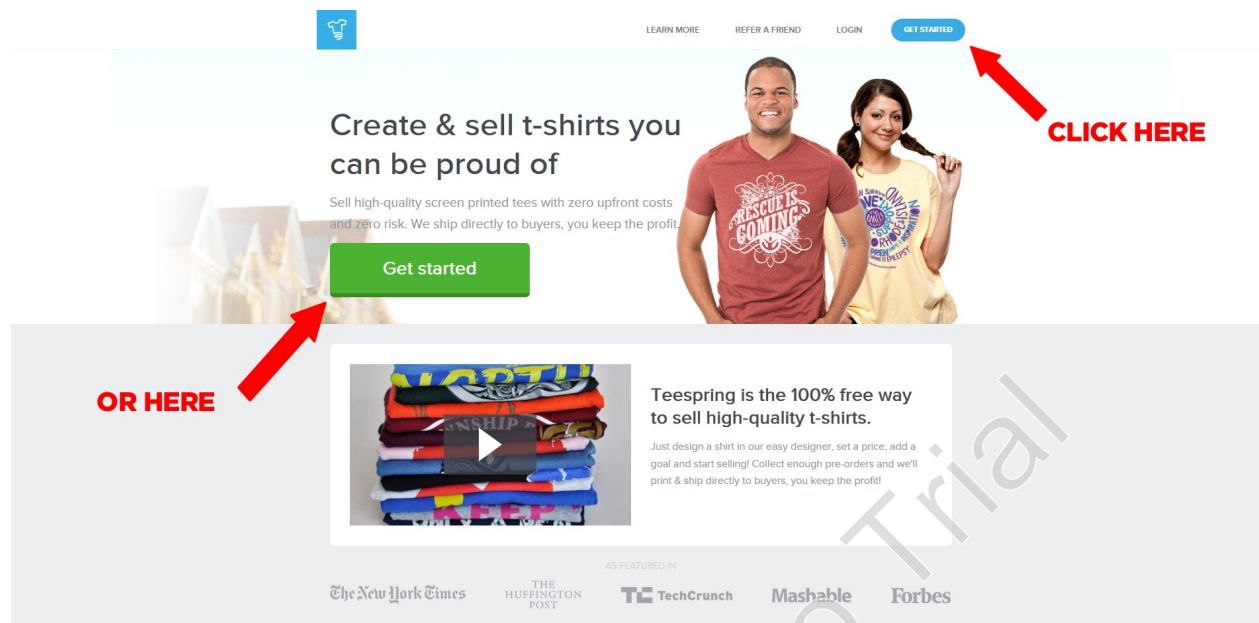 LEARN MORE REFER A FRIEND LOGIN GET STARTED
CLICK HERE
Create & sell t-shirts you
can be proud of
Sell high-quality screen printed tees with zero upfront costs
and zero risk. We ship directly to buyers, you keep the profit.
RESCUE IS
COMING
Get started
OR HERE
Teespring is the 100% free way
to sell high-quality t-shirts.
Just design a shirt in our easy designer, set a price, add a
goal and start selling! Collect enough pre-orders and we'll
print & ship directly to buyers, you keep the profit!
AS FEATURED IN
The New York Times
THE
HUFFINGTON
POST
TechCrunch
Mashable
Forbes
Trial